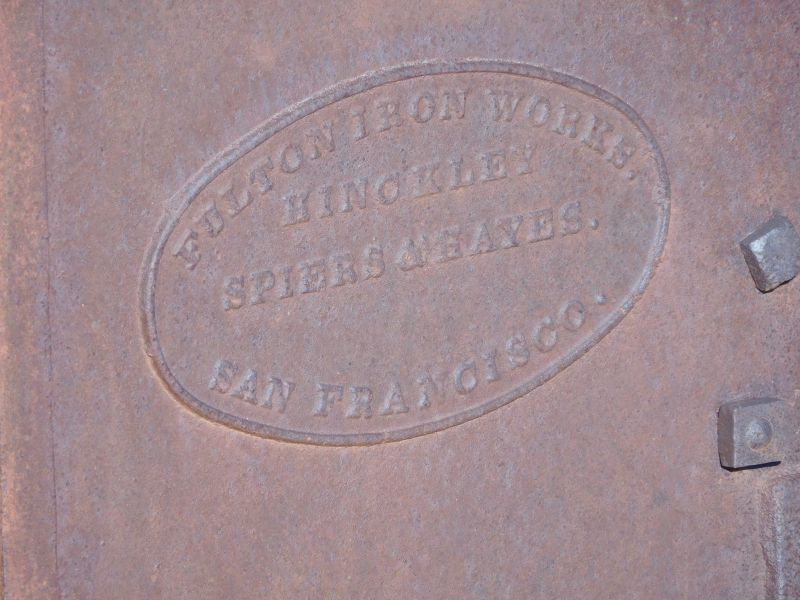 FULTON IRON WORKS.
HINCKLEY
SPIERS & HAYES.
SAN FRANCISCO.